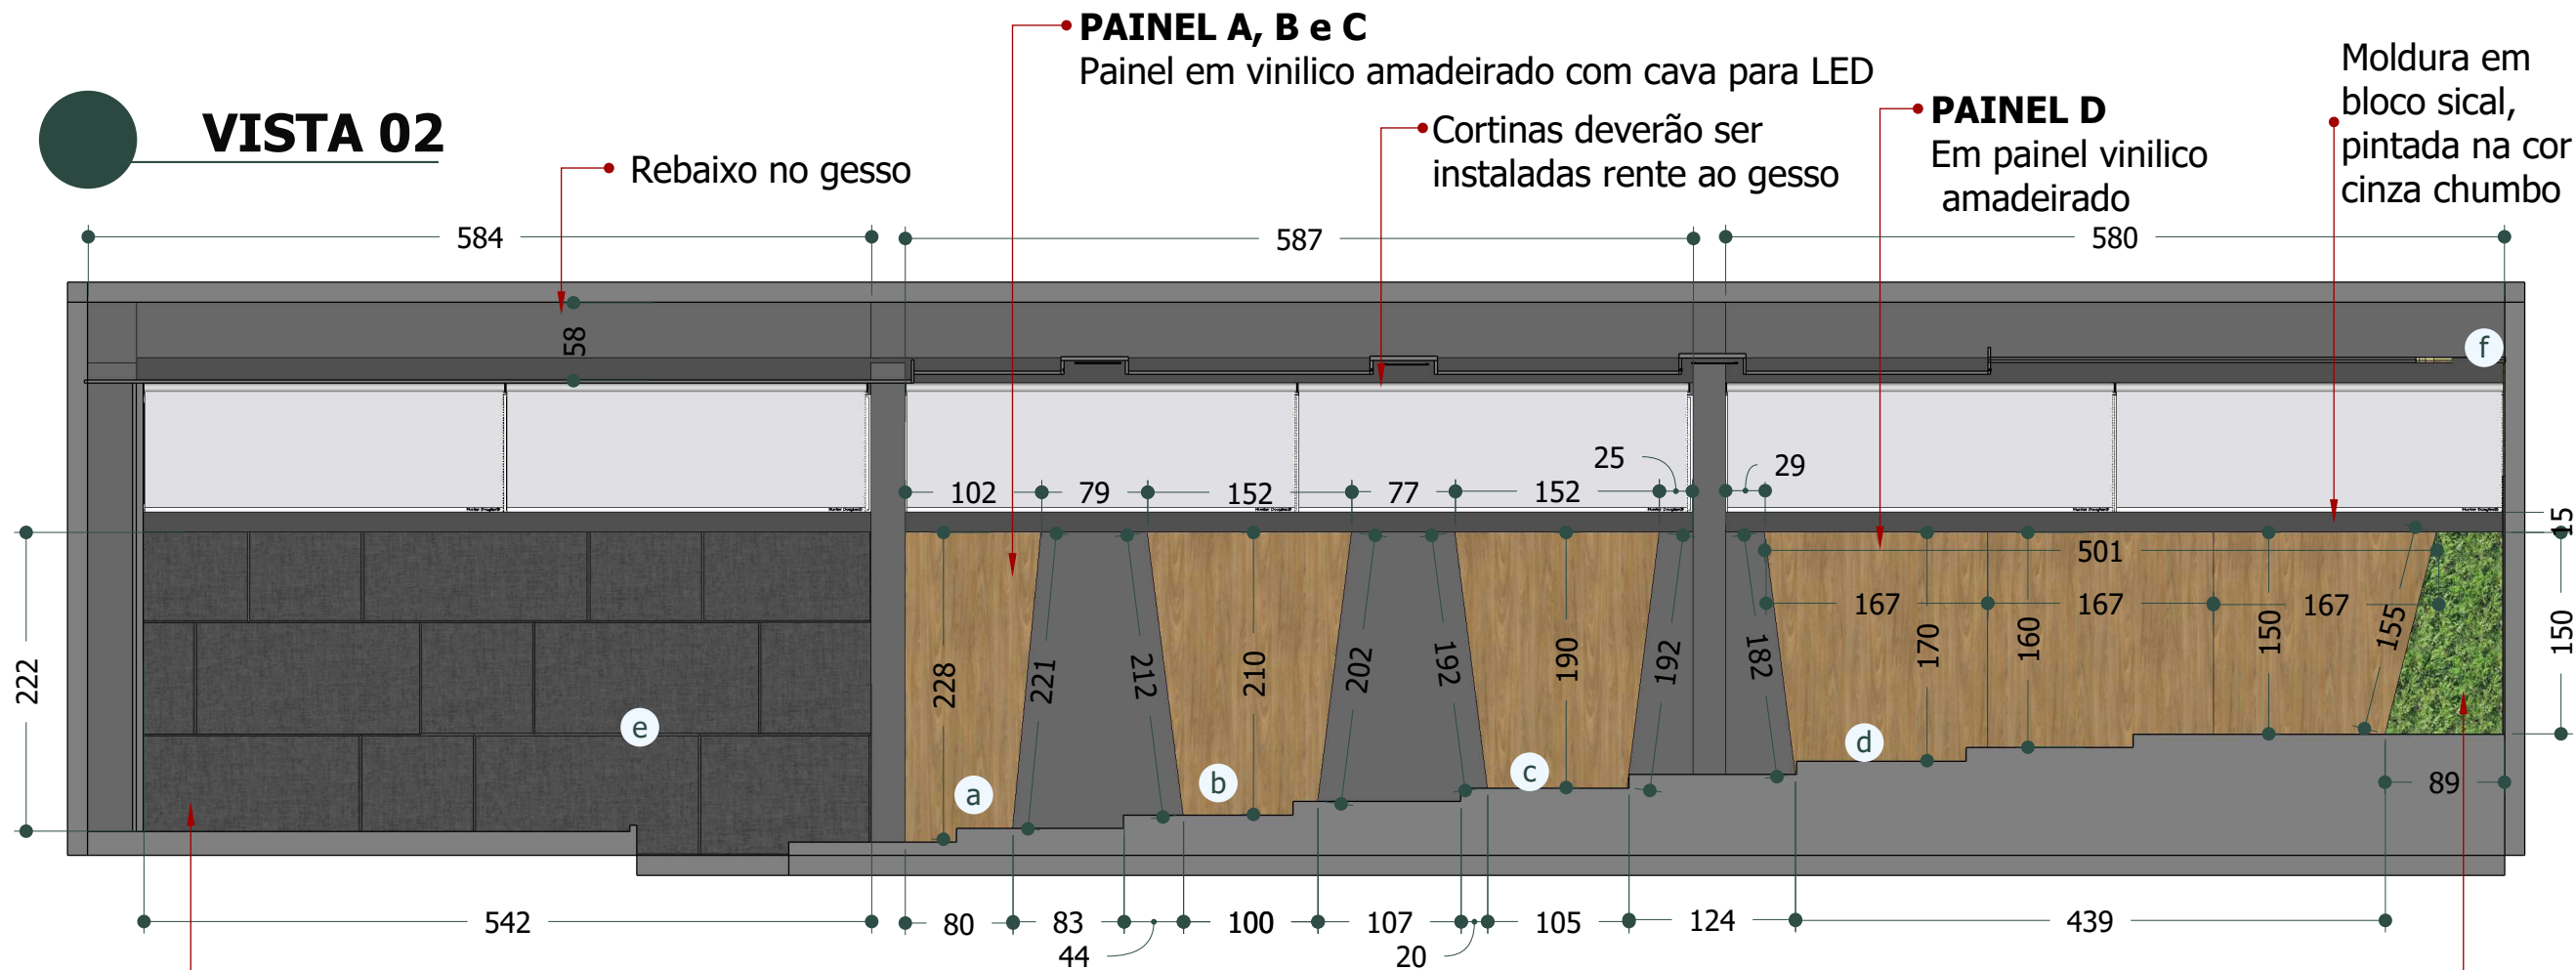 PAINEL A, B e C
Painel em vinilico amadeirado com cava para LED
VISTA 02
Rebaixo no gesso
Cortinas deverão ser
instaladas rente ao gesso
PAINEL D
Em painel vinilico
amadeirado
Moldura em
bloco sical,
pintada na cor
cinza chumbo
584
587
580
58
f
25
29
102
79
152
77
152
15
501
167
167
167
222
228
221
212
210
202
192
190
192
182
170
160
150
155
150
e
a
b
c
d
89
542
80
83
44
100
107
20
105
124
439